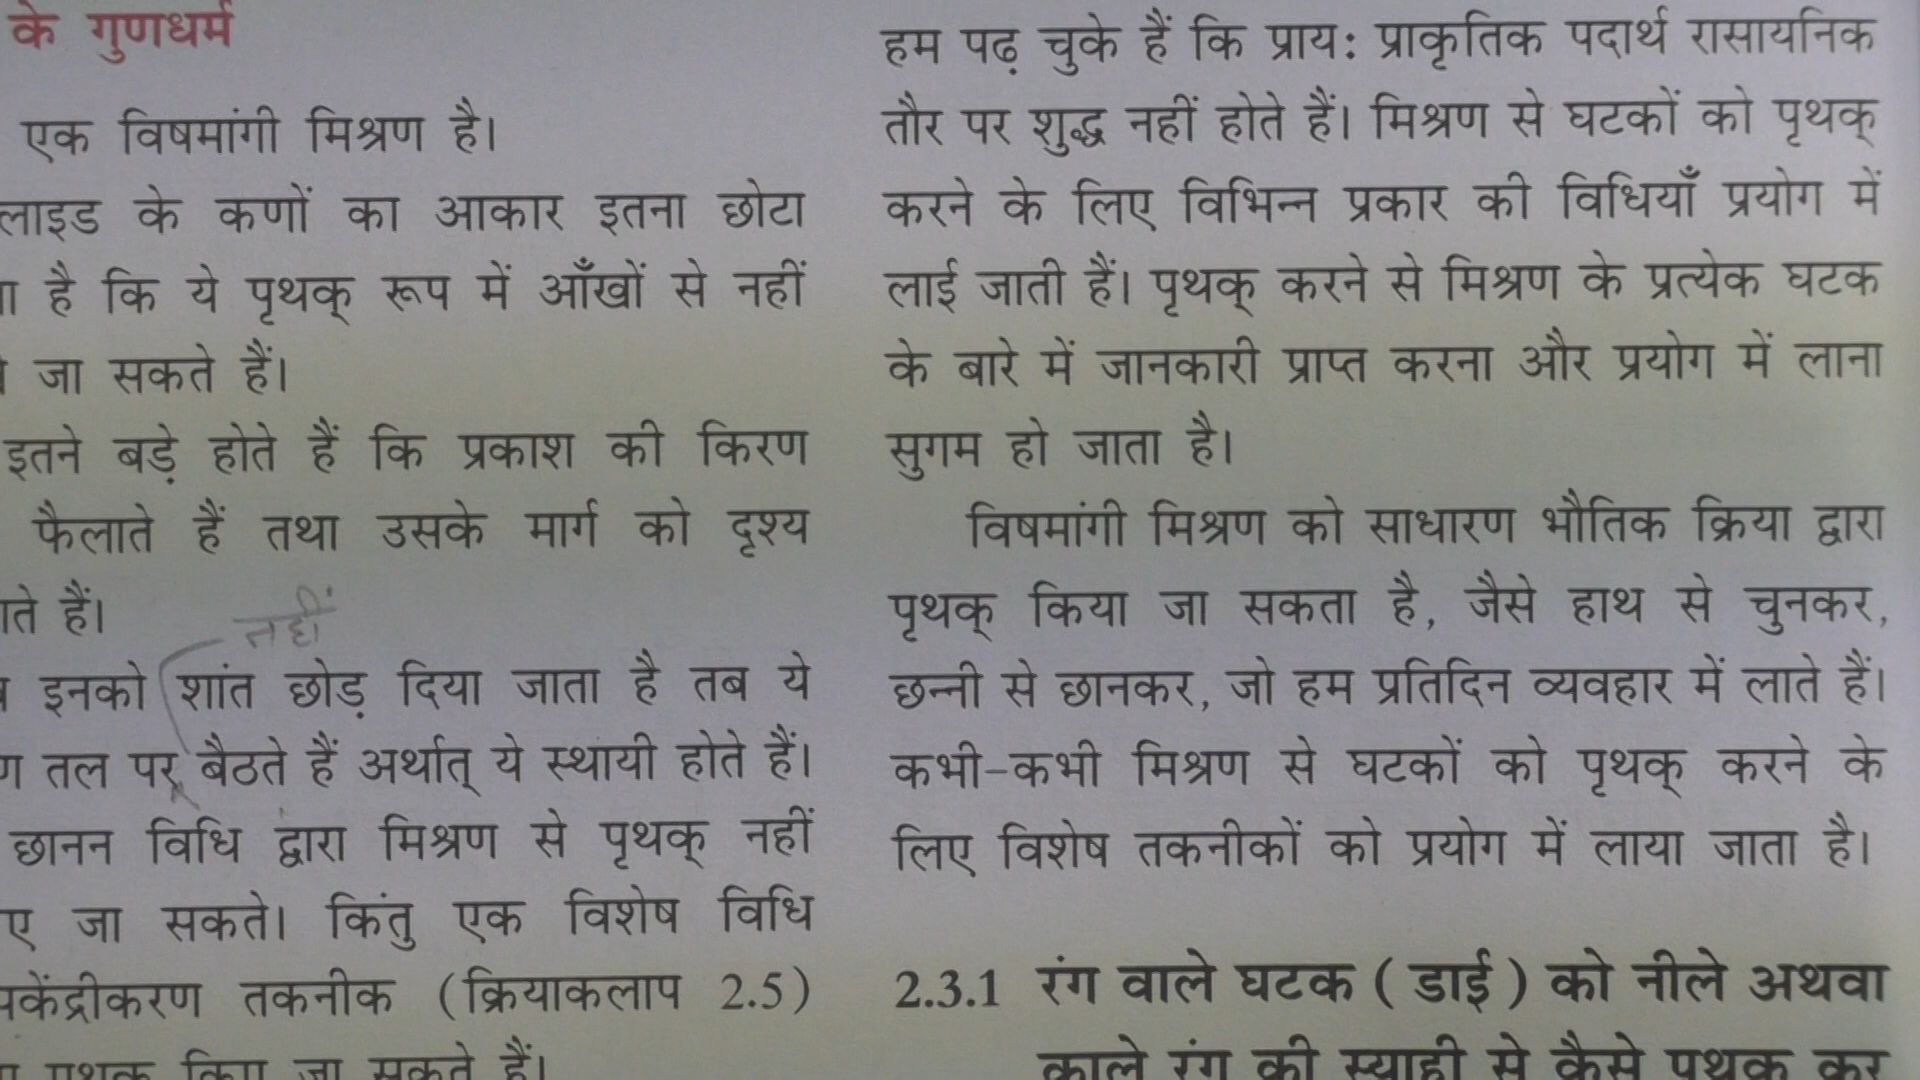 के गुणधर्म
एक विषमांगी मिश्रण है।
लाइड के कणों का आकार इतना छोटा
है कि ये पृथक् रूप में आँखों से नहीं
जा सकते हैं।
इतने बड़े होते हैं कि प्रकाश की किरण
फैलाते हैं तथा उसके मार्ग को दृश्य
ते हैं।
नहीं
इनको शांत छोड़ दिया जाता है तब ये
तल पर बैठते हैं अर्थात् ये स्थायी होते हैं।
छानन विधि द्वारा मिश्रण से पृथक् नहीं
ए जा सकते। किंतु एक विशेष विधि
केंद्रीकरण तकनीक (क्रियाकलाप 2.5)
पृथक् किए जा सकते हैं।
हम पढ़ चुके हैं कि प्राय: प्राकृतिक पदार्थ रासायनिक
तौर पर शुद्ध नहीं होते हैं। मिश्रण से घटकों को पृथक्
करने के लिए विभिन्न प्रकार की विधियाँ प्रयोग में
लाई जाती हैं। पृथक् करने से मिश्रण के प्रत्येक घटक
के बारे में जानकारी प्राप्त करना और प्रयोग में लाना
सुगम हो जाता है।
विषमांगी मिश्रण को साधारण भौतिक क्रिया द्वारा
पृथक् किया जा सकता है, जैसे हाथ से चुनकर,
छन्नी से छानकर, जो हम प्रतिदिन व्यवहार में लाते हैं।
कभी-कभी मिश्रण से घटकों को पृथक् करने के
लिए विशेष तकनीकों को प्रयोग में लाया जाता है।
2.3.1 रंग वाले घटक ( डाई ) को नीले अथवा
काले रंग की स्याही से कैसे पृथक् कर